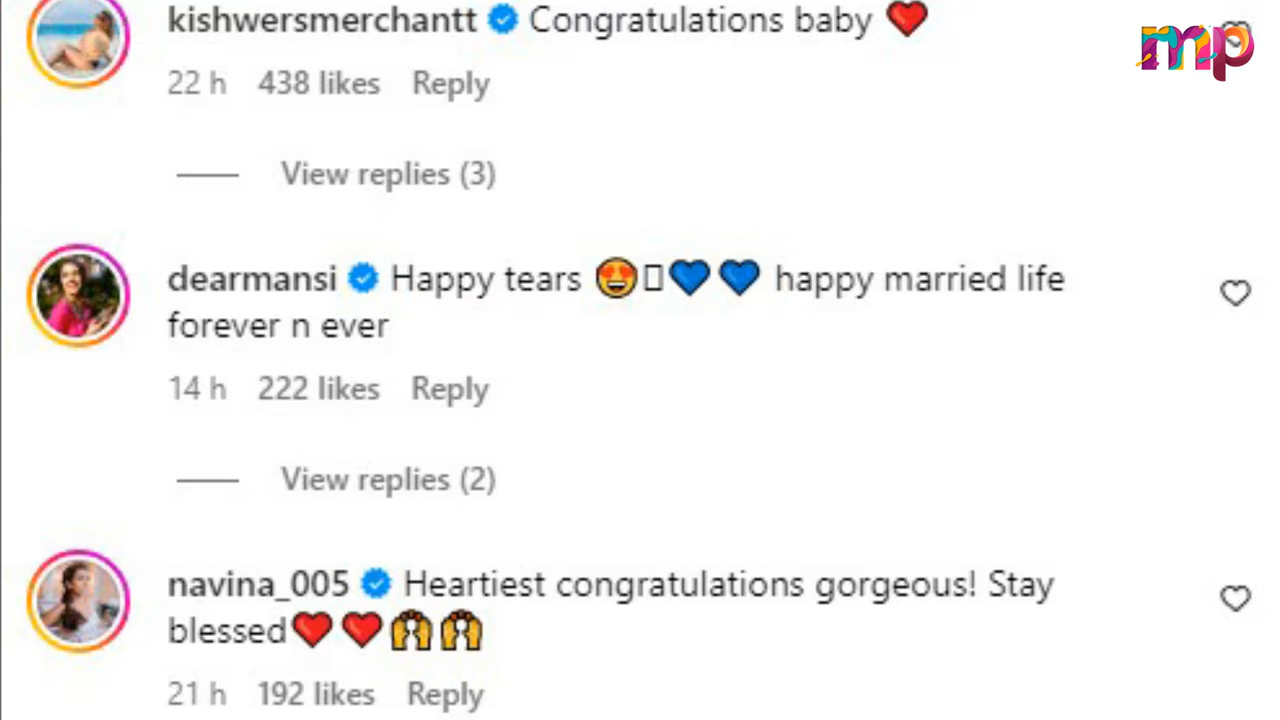 kishwersmerchantt Congratulations baby ❤️
22 h 438 likes Reply
View replies (3)
dearmansi Happy tears 😍▯💙💙 happy married life
forever n ever
14 h 222 likes Reply
View replies (2)
navina_005 Heartiest congratulations gorgeous! Stay
blessed❤️❤️🙌🙌
21 h 192 likes Reply
mp